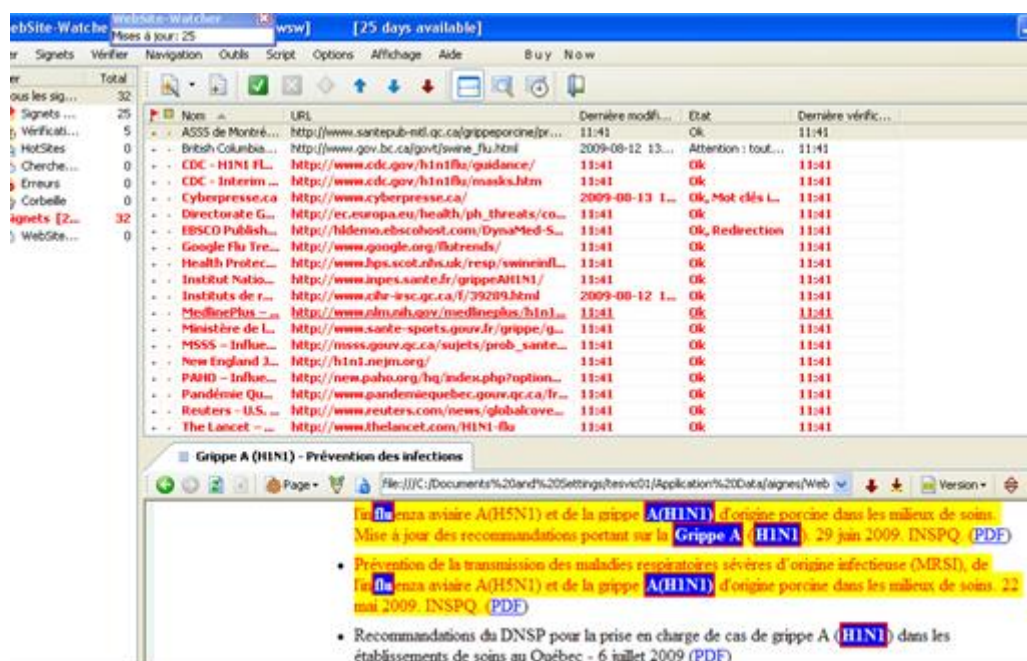 ebSite-Watche
WebSite-Watcher
wsw] [25 days available]
Mises à jour: 25
er Signets Vérifier Navigation Outils Script Options Affichage Aide Buy Now
er Total
ous les sig... 32
Signets ... 25
Vérificati... 5
HotSites 0
Cherche... 0
Erreurs 0
Corbeille 0
ignets [2... 32
WebSite... 0
Nom URL Dernière modifi... Etat Dernière vérific...
ASSS de Montré... http://www.santepub-mtl.qc.ca/grippeporcine/pr... 11:41 Ok 11:41
British Columbia... http://www.gov.bc.ca/govt/swine_flu.html 2009-08-12 13... Attention : tout... 11:41
CDC - H1N1 Fl... http://www.cdc.gov/h1n1flu/guidance/ 11:41 Ok 11:41
CDC - Interim ... http://www.cdc.gov/h1n1flu/masks.htm 11:41 Ok 11:41
Cyberpresse.ca http://www.cyberpresse.ca/ 2009-08-13 1... Ok, Mot clés i... 11:41
Directorate G... http://ec.europa.eu/health/ph_threats/co... 11:41 Ok 11:41
EBSCO Publish... http://hldemo.ebscohost.com/DynaMed-S... 11:41 Ok, Redirection 11:41
Google Flu Tre... http://www.google.org/flutrends/ 11:41 Ok 11:41
Health Protec... http://www.hps.scot.nhs.uk/resp/swineinfl... 11:41 Ok 11:41
Institut Natio... http://www.inpes.sante.fr/grippeAH1N1/ 11:41 Ok 11:41
Instituts de r... http://www.cihr-irsc.gc.ca/f/39289.html 2009-08-12 1... Ok 11:41
MedlinePlus – ... http://www.nlm.nih.gov/medlineplus/h1n1... 11:41 Ok 11:41
Ministère de l... http://www.sante-sports.gouv.fr/grippe/g... 11:41 Ok 11:41
MSSS – Influe... http://msss.gouv.qc.ca/sujets/prob_sante... 11:41 Ok 11:41
New England J... http://h1n1.nejm.org/ 11:41 Ok 11:41
PAHO – Influe... http://new.paho.org/hq/index.php?option... 11:41 Ok 11:41
Pandémie Qu... http://www.pandemiequebec.gouv.qc.ca/fr... 11:41 Ok 11:41
Reuters – U.S. ... http://www.reuters.com/news/globalcove... 11:41 Ok 11:41
The Lancet – ... http://www.thelancet.com/H1N1-flu 11:41 Ok 11:41
Grippe A (H1N1) - Prévention des infections
Page file:///C:/Documents%20and%20Settings/tesvic01/Application%20Data/aignes/Web Version
l'influenza aviaire A(H5N1) et de la grippe A(H1N1) d'origine porcine dans les milieux de soins.
Mise à jour des recommandations portant sur la Grippe A (H1N1). 29 juin 2009. INSPQ. (PDF)
• Prévention de la transmission des maladies respiratoires sévères d'origine infectieuse (MRSI), de
l'influenza aviaire A(H5N1) et de la grippe A(H1N1) d'origine porcine dans les milieux de soins. 22
mai 2009. INSPQ. (PDF)
• Recommandations du DNSP pour la prise en charge de cas de grippe A (H1N1) dans les
établissements de soins au Québec - 6 juillet 2009 (PDF)